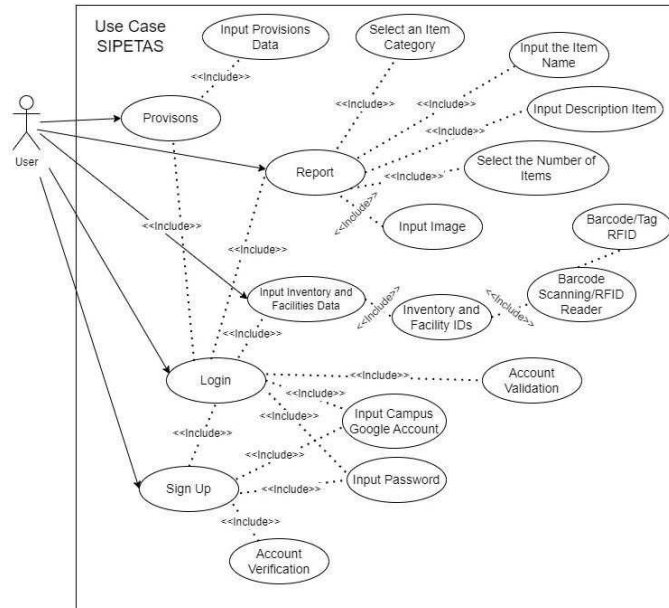 Use Case
SIPETAS
Input Provisions
Data
Select an Item
Category
Input the Item
Name
<<Include>>
<<Include>>
<<Include>>
Provisons
Input Description Item
<<Include>>
User
Report
<<Include>>
Select the Number of
Items
<<Include>>
Input Image
<<Include>>
<<Include>>
Barcode/Tag
RFID
Input Inventory and
Facilities Data
<<Include>>
Inventory and
Facility IDs
<<Include>>
Barcode
Scanning/RFID
Reader
<<Include>>
Login
<<Include>>
Account
Validation
<<Include>>
<<Include>>
Input Campus
Google Account
<<Include>>
<<Include>>
Sign Up
<<Include>>
Input Password
<<Include>>
Account
Verification